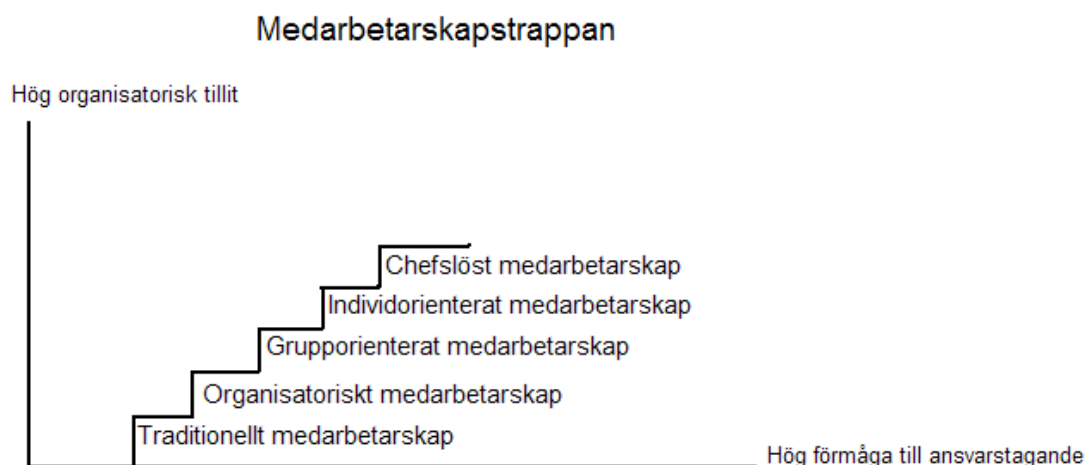 Medarbetarskapstrappan
Hög organisatorisk tillit
Chefslöst medarbetarskap
Individorienterat medarbetarskap
Grupporienterat medarbetarskap
Organisatoriskt medarbetarskap
Traditionellt medarbetarskap
Hög förmåga till ansvarstagande